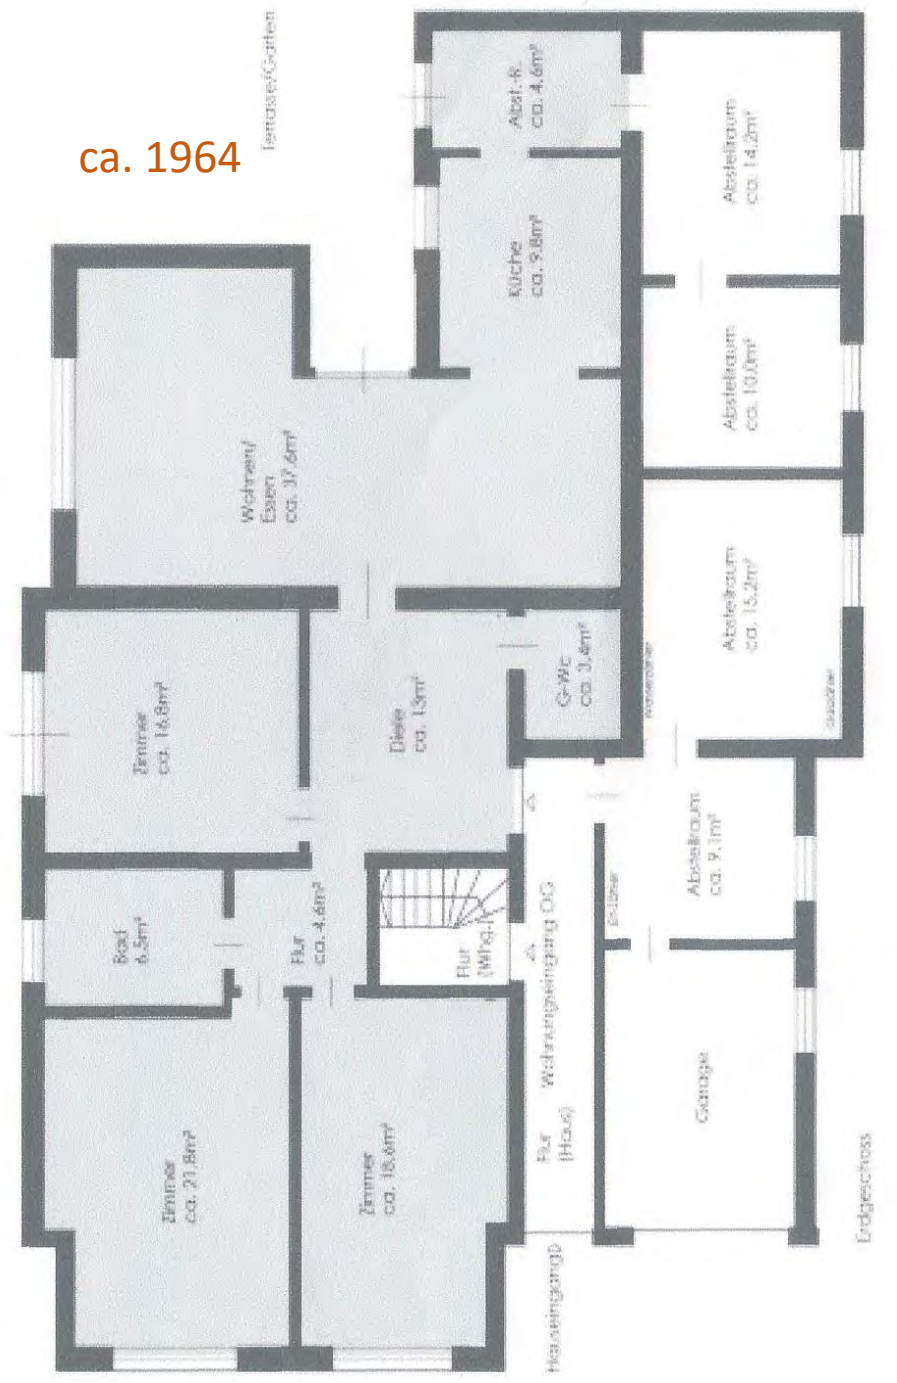 ca. 1964
Terrasse/Garten
Abst.-R.
ca. 4.6m²
Abstellraum
ca. 14.2m²
Küche
ca. 9.8m²
Abstellraum
ca. 10.0m²
Wohnen/
Essen
ca. 37.6m²
Abstellraum
ca. 15.2m²
Zimmer
ca. 16.8m²
Diele
ca. 13m²
G-Wc
ca. 3.4m²
Abstellraum
ca. 9.1m²
Bad
6.5m²
Flur
ca. 4.6m²
Flur
(Whg.)
Wohnungseingang OG
Flur
(Haus)
Garage
Zimmer
ca. 21.8m²
Zimmer
ca. 18.6m²
Hauseingang
Erdgeschoss